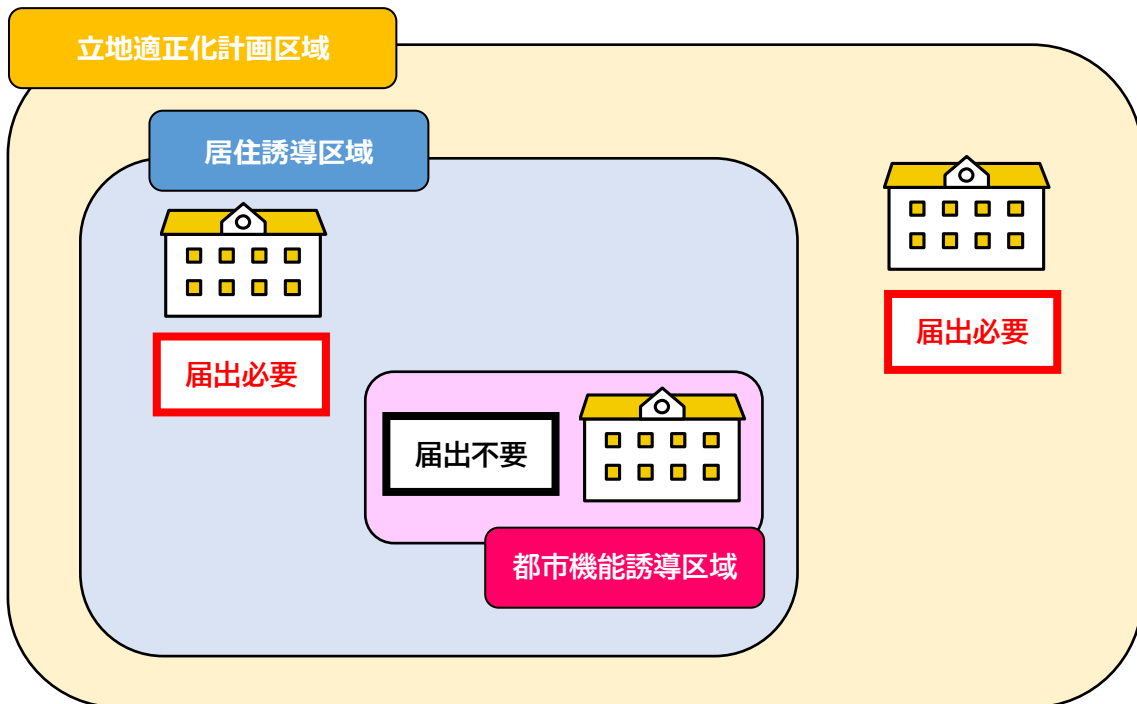 立地適正化計画区域
居住誘導区域
届出必要
届出必要
届出不要
都市機能誘導区域